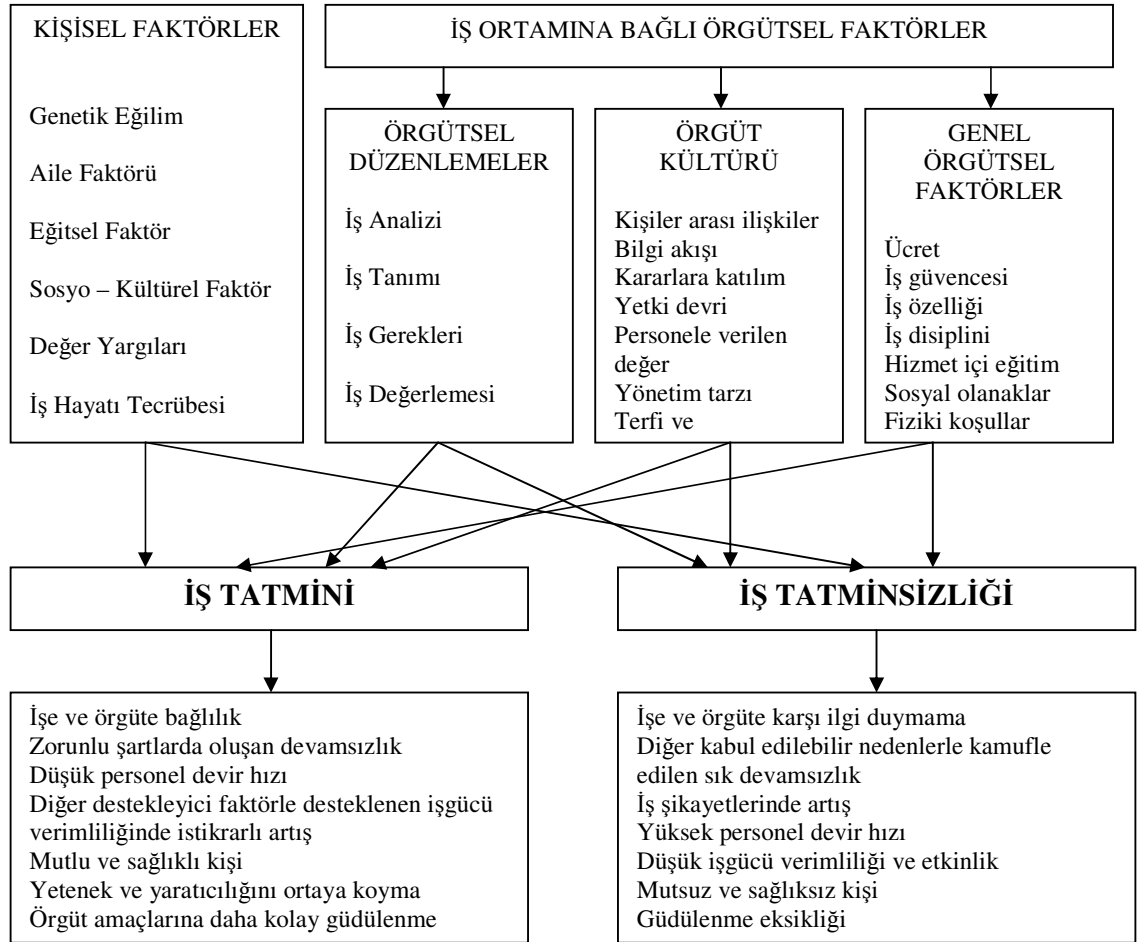 KİŞİSEL FAKTÖRLER
Genetik Eğilim
Aile Faktörü
Eğitsel Faktör
Sosyo – Kültürel Faktör
Değer Yargıları
İş Hayatı Tecrübesi
İŞ ORTAMINA BAĞLI ÖRGÜTSEL FAKTÖRLER
ÖRGÜTSEL
DÜZENLEMELER
İş Analizi
İş Tanımı
İş Gerekleri
İş Değerlemesi
ÖRGÜT
KÜLTÜRÜ
Kişiler arası ilişkiler
Bilgi akışı
Kararlara katılım
Yetki devri
Personele verilen
değer
Yönetim tarzı
Terfi ve
GENEL
ÖRGÜTSEL
FAKTÖRLER
Ücret
İş güvencesi
İş özelliği
İş disiplini
Hizmet içi eğitim
Sosyal olanaklar
Fiziki koşullar
İŞ TATMİNİ
İŞ TATMİNSİZLİĞİ
İşe ve örgüte bağlılık
Zorunlu şartlarda oluşan devamsızlık
Düşük personel devir hızı
Diğer destekleyici faktörle desteklenen işgücü
verimliliğinde istikrarlı artış
Mutlu ve sağlıklı kişi
Yetenek ve yaratıcılığını ortaya koyma
Örgüt amaçlarına daha kolay güdülenme
İşe ve örgüte karşı ilgi duymama
Diğer kabul edilebilir nedenlerle kamufle
edilen sık devamsızlık
İş şikayetlerinde artış
Yüksek personel devir hızı
Düşük işgücü verimliliği ve etkinlik
Mutsuz ve sağlıksız kişi
Güdülenme eksikliği